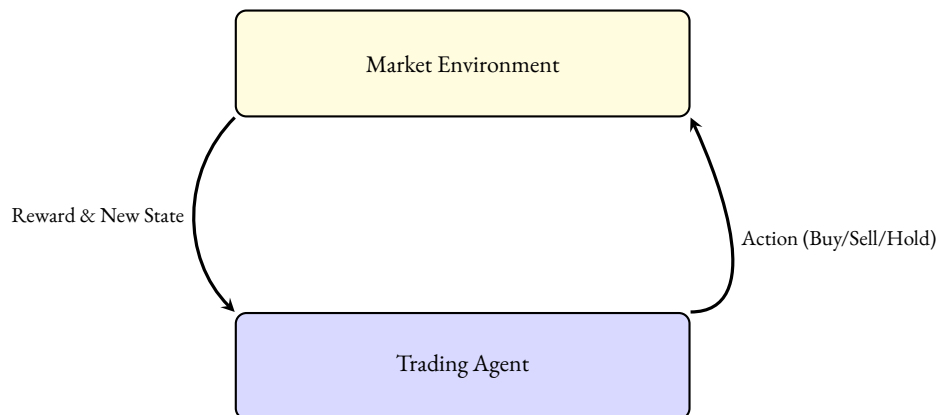 Market Environment
Reward & New State
Action (Buy/Sell/Hold)
Trading Agent